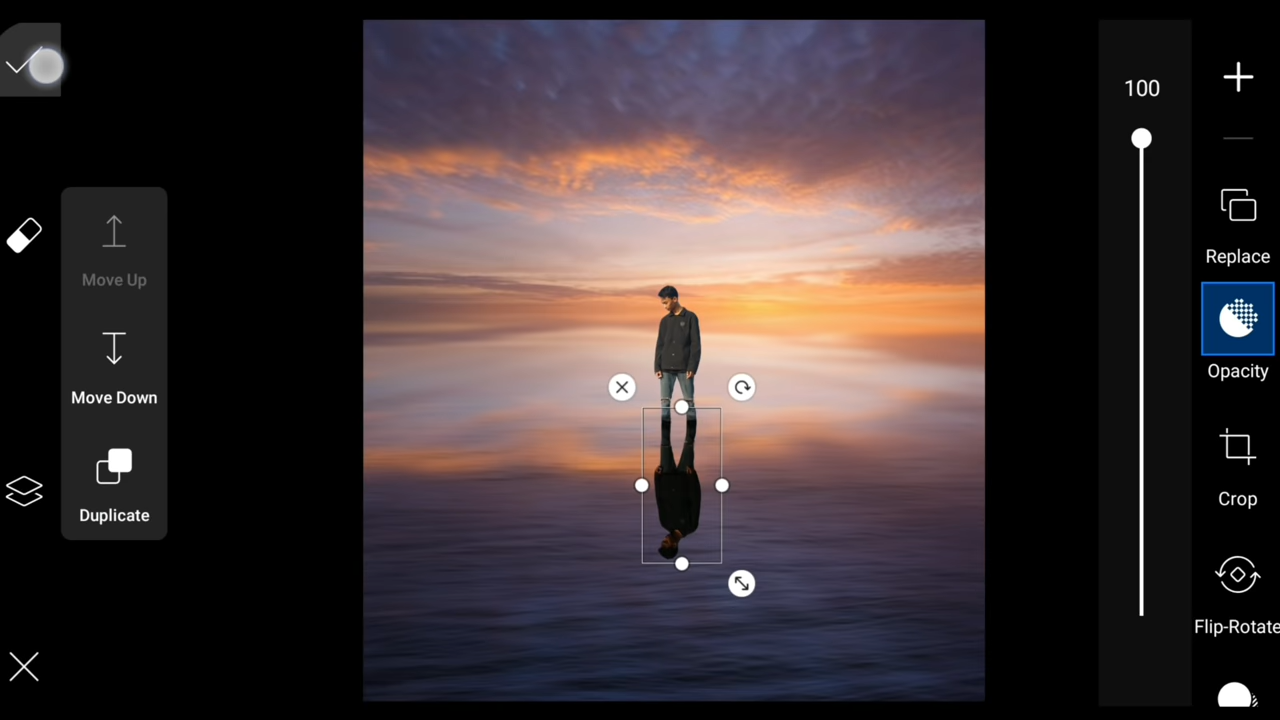 Move Up
Move Down
Duplicate
100
Replace
Opacity
Crop
Flip-Rotate